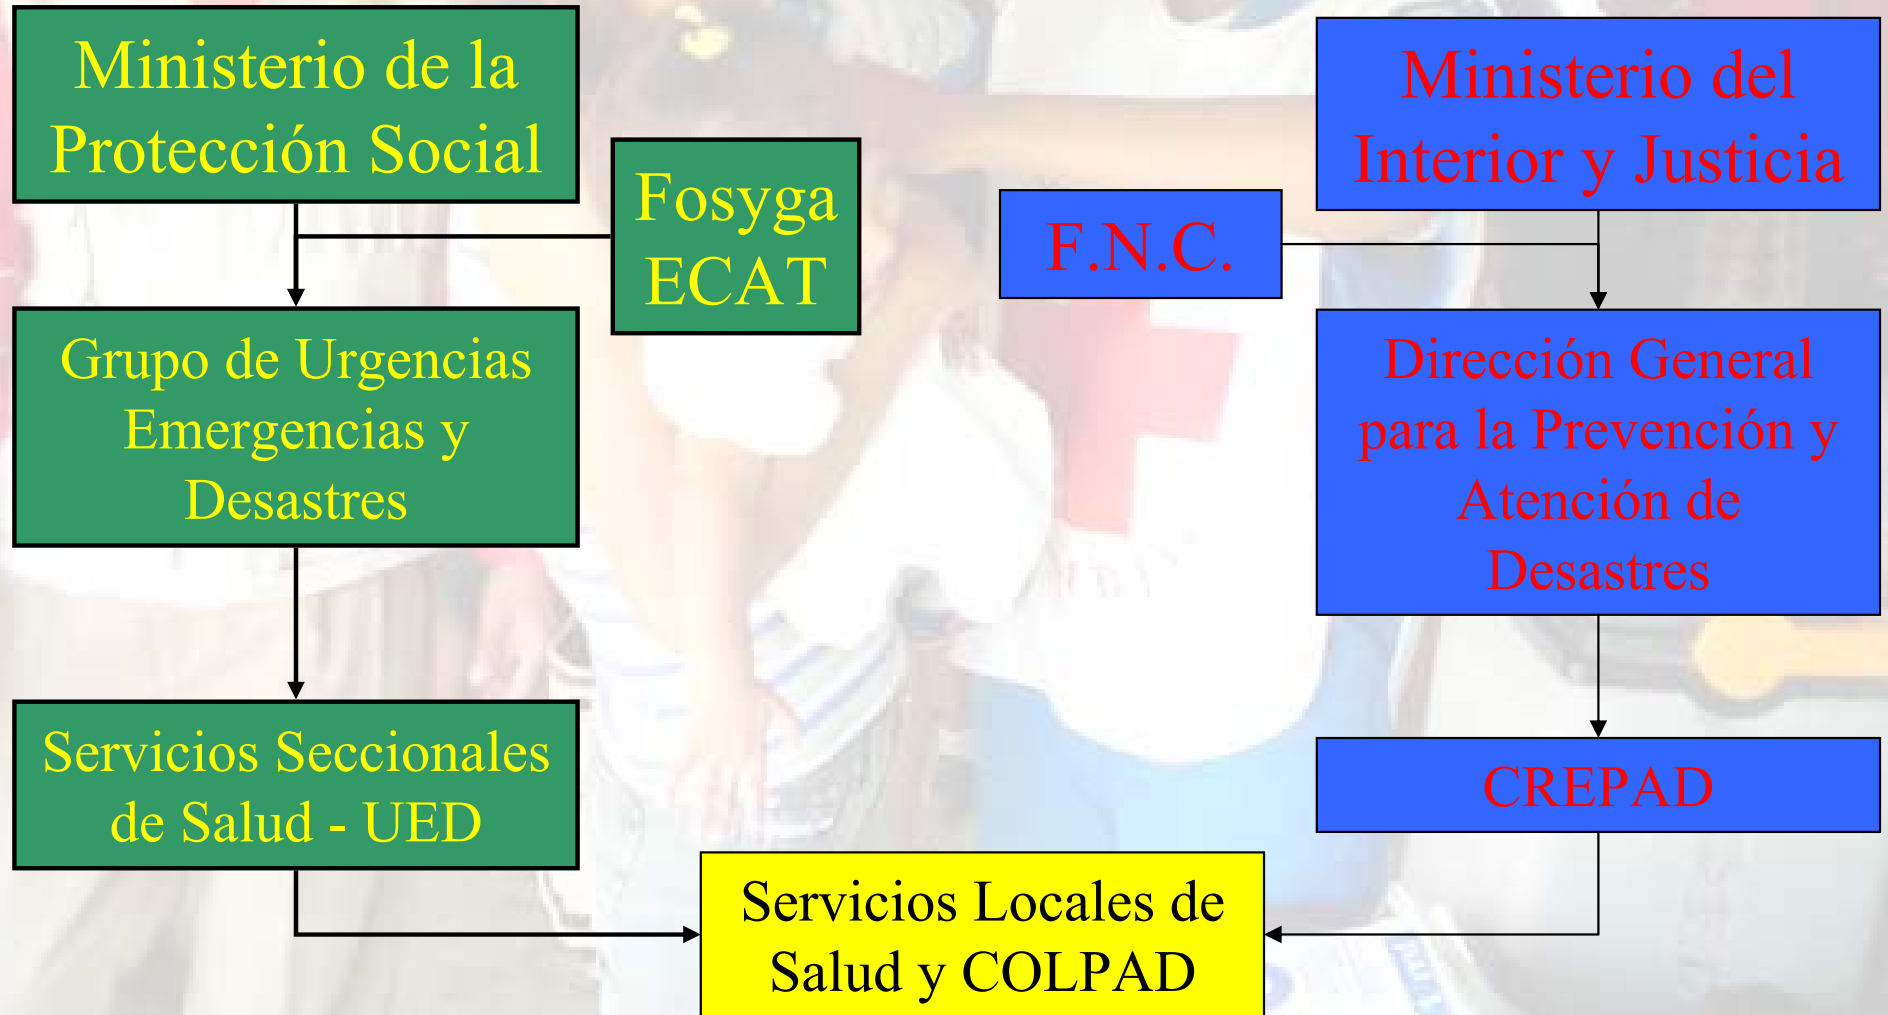 Ministerio de la
Protección Social
Fosyga
ECAT
Grupo de Urgencias
Emergencias y
Desastres
Servicios Seccionales
de Salud - UED
Ministerio del
Interior y Justicia
F.N.C.
Dirección General
para la Prevención y
Atención de
Desastres
CREPAD
Servicios Locales de
Salud y COLPAD